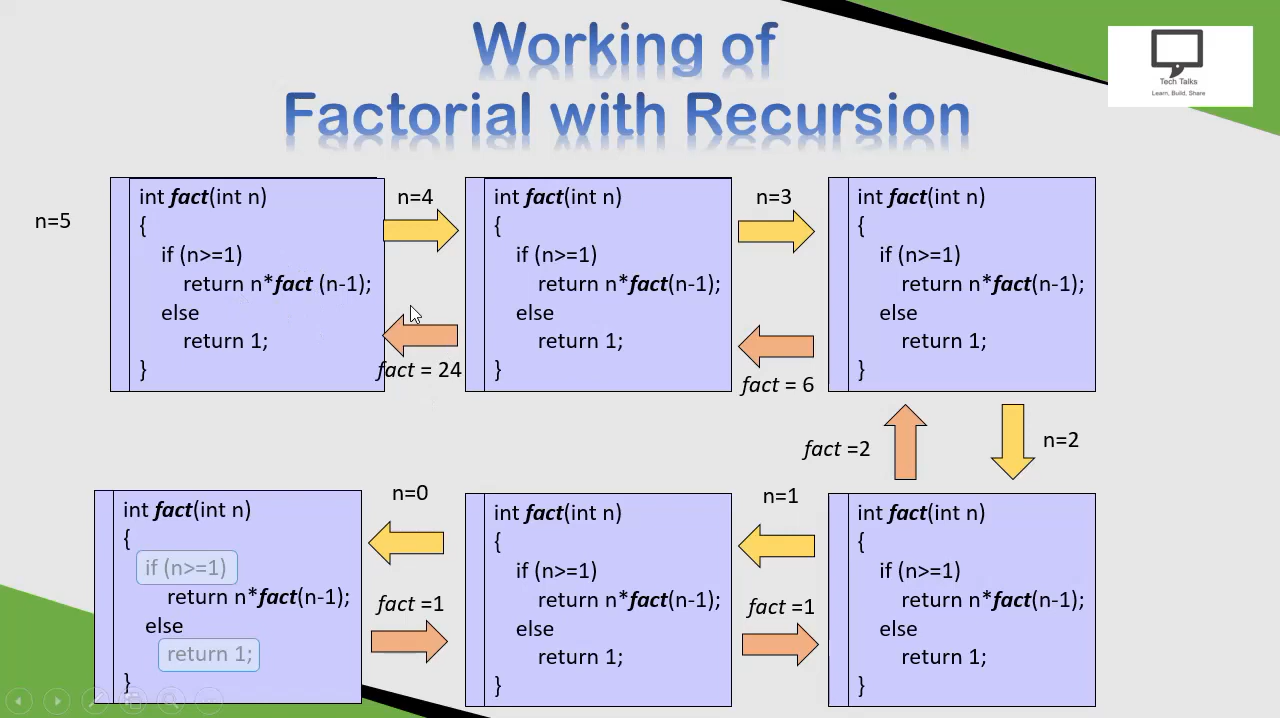 Working of
Factorial with Recursion
Tech Talks
Learn, Build, Share
n=5
int fact(int n)
{
if (n>=1)
return n*fact (n-1);
else
return 1;
}
n=4
fact = 24
int fact(int n)
{
if (n>=1)
return n*fact(n-1);
else
return 1;
}
n=3
fact = 6
int fact(int n)
{
if (n>=1)
return n*fact(n-1);
else
return 1;
}
fact =2
n=2
int fact(int n)
{
if (n>=1)
return n*fact(n-1);
else
return 1;
}
n=0
fact =1
int fact(int n)
{
if (n>=1)
return n*fact(n-1);
else
return 1;
}
n=1
fact =1
int fact(int n)
{
if (n>=1)
return n*fact(n-1);
else
return 1;
}